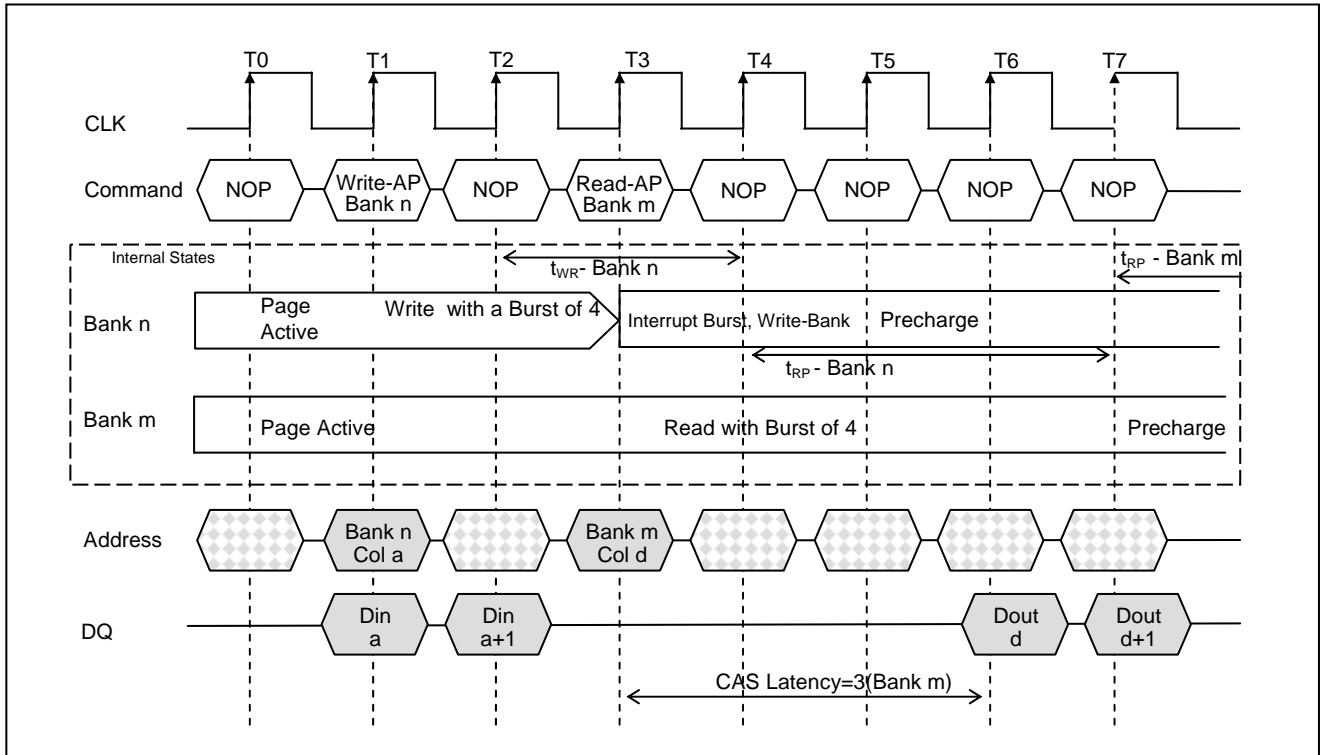 T0 T1 T2 T3 T4 T5 T6 T7
CLK
Command NOP Write-AP Bank n NOP Read-AP Bank m NOP NOP NOP NOP
Internal States
tWR- Bank n
tRP - Bank m
Bank n
Page Active
Write with a Burst of 4
Interrupt Burst, Write-Bank
Precharge
tRP - Bank n
Bank m
Page Active
Read with Burst of 4
Precharge
Address Bank n Col a Bank m Col d
DQ Din a Din a+1 Dout d Dout d+1
CAS Latency=3(Bank m)